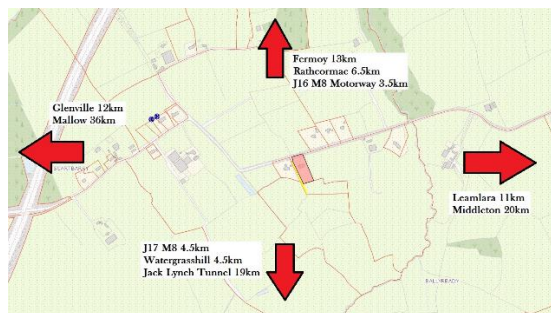 Fermoy 13km
Rathcormac 6.5km
J16 M8 Motorway 3.5km
Glenville 12km
Mallow 36km
Leamlara 11km
Middleton 20km
J17 M8 4.5km
Watergrasshill 4.5km
Jack Lynch Tunnel 19km